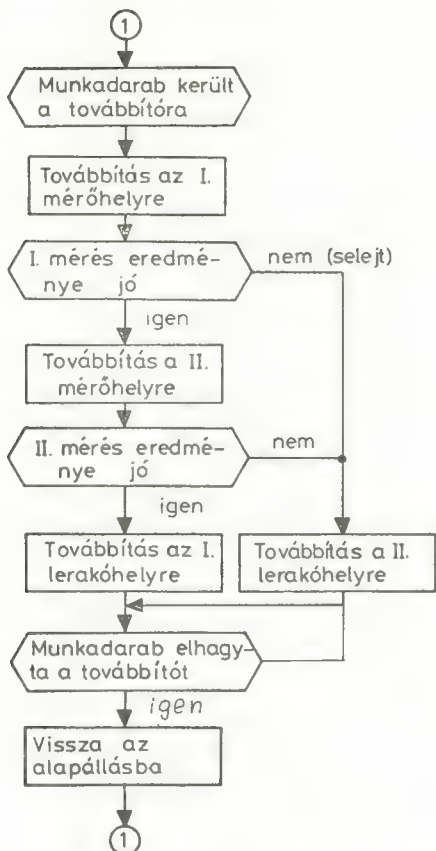 1
Munkadarab került
a továbbítóra
Továbbítás az I.
mérőhelyre
I. mérés eredmé-
nye jó
nem (selejt)
igen
Továbbítás a II.
mérőhelyre
II. mérés eredmé-
nye jó
nem
igen
Továbbítás az I.
lerakóhelyre
Továbbítás a II.
lerakóhelyre
Munkadarab elhagy-
ta a továbbítót
igen
Vissza az
alapállásba
1